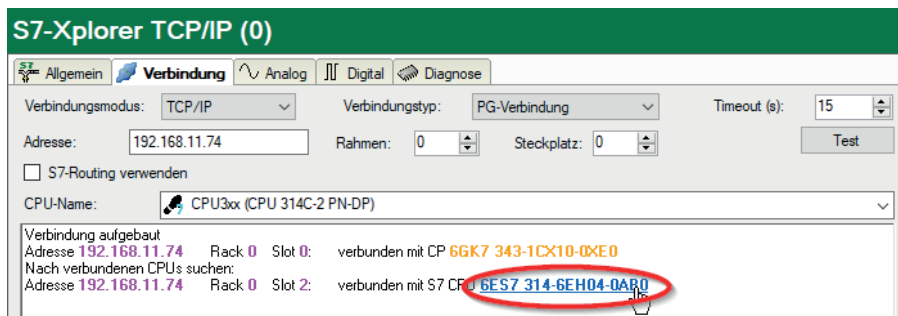 S7-Xplorer TCP/IP (0)
Allgemein Verbindung Analog Digital Diagnose
Verbindungsmodus: TCP/IP Verbindungstyp: PG-Verbindung Timeout (s): 15
Adresse: 192.168.11.74 Rahmen: 0 Steckplatz: 0 Test
S7-Routing verwenden
CPU-Name: CPU3xx (CPU 314C-2 PN-DP)
Verbindung aufgebaut
Adresse 192.168.11.74 Rack 0 Slot 0: verbunden mit CP 6GK7 343-1CX10-0XE0
Nach verbundenen CPUs suchen:
Adresse 192.168.11.74 Rack 0 Slot 2: verbunden mit S7 CPU 6ES7 314-6EH04-0AB0